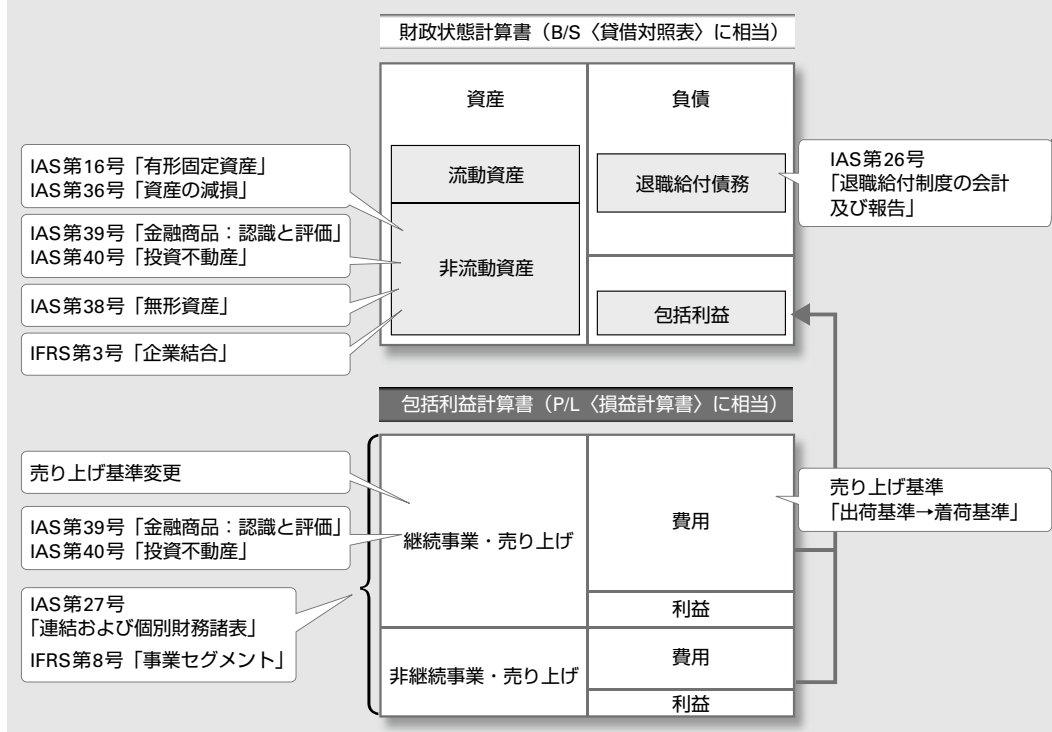 財政状態計算書（B/S〈貸借対照表〉に相当）
資産
負債
流動資産
非流動資産
退職給付債務
包括利益
IAS第16号「有形固定資産」
IAS第36号「資産の減損」
IAS第39号「金融商品：認識と評価」
IAS第40号「投資不動産」
IAS第38号「無形資産」
IFRS第3号「企業結合」
IAS第26号
「退職給付制度の会計
及び報告」
包括利益計算書（P/L〈損益計算書〉に相当）
売り上げ基準変更
IAS第39号「金融商品：認識と評価」
IAS第40号「投資不動産」
IAS第27号
「連結および個別財務諸表」
IFRS第8号「事業セグメント」
継続事業・売り上げ
費用
利益
非継続事業・売り上げ
費用
利益
売り上げ基準
「出荷基準→着荷基準」